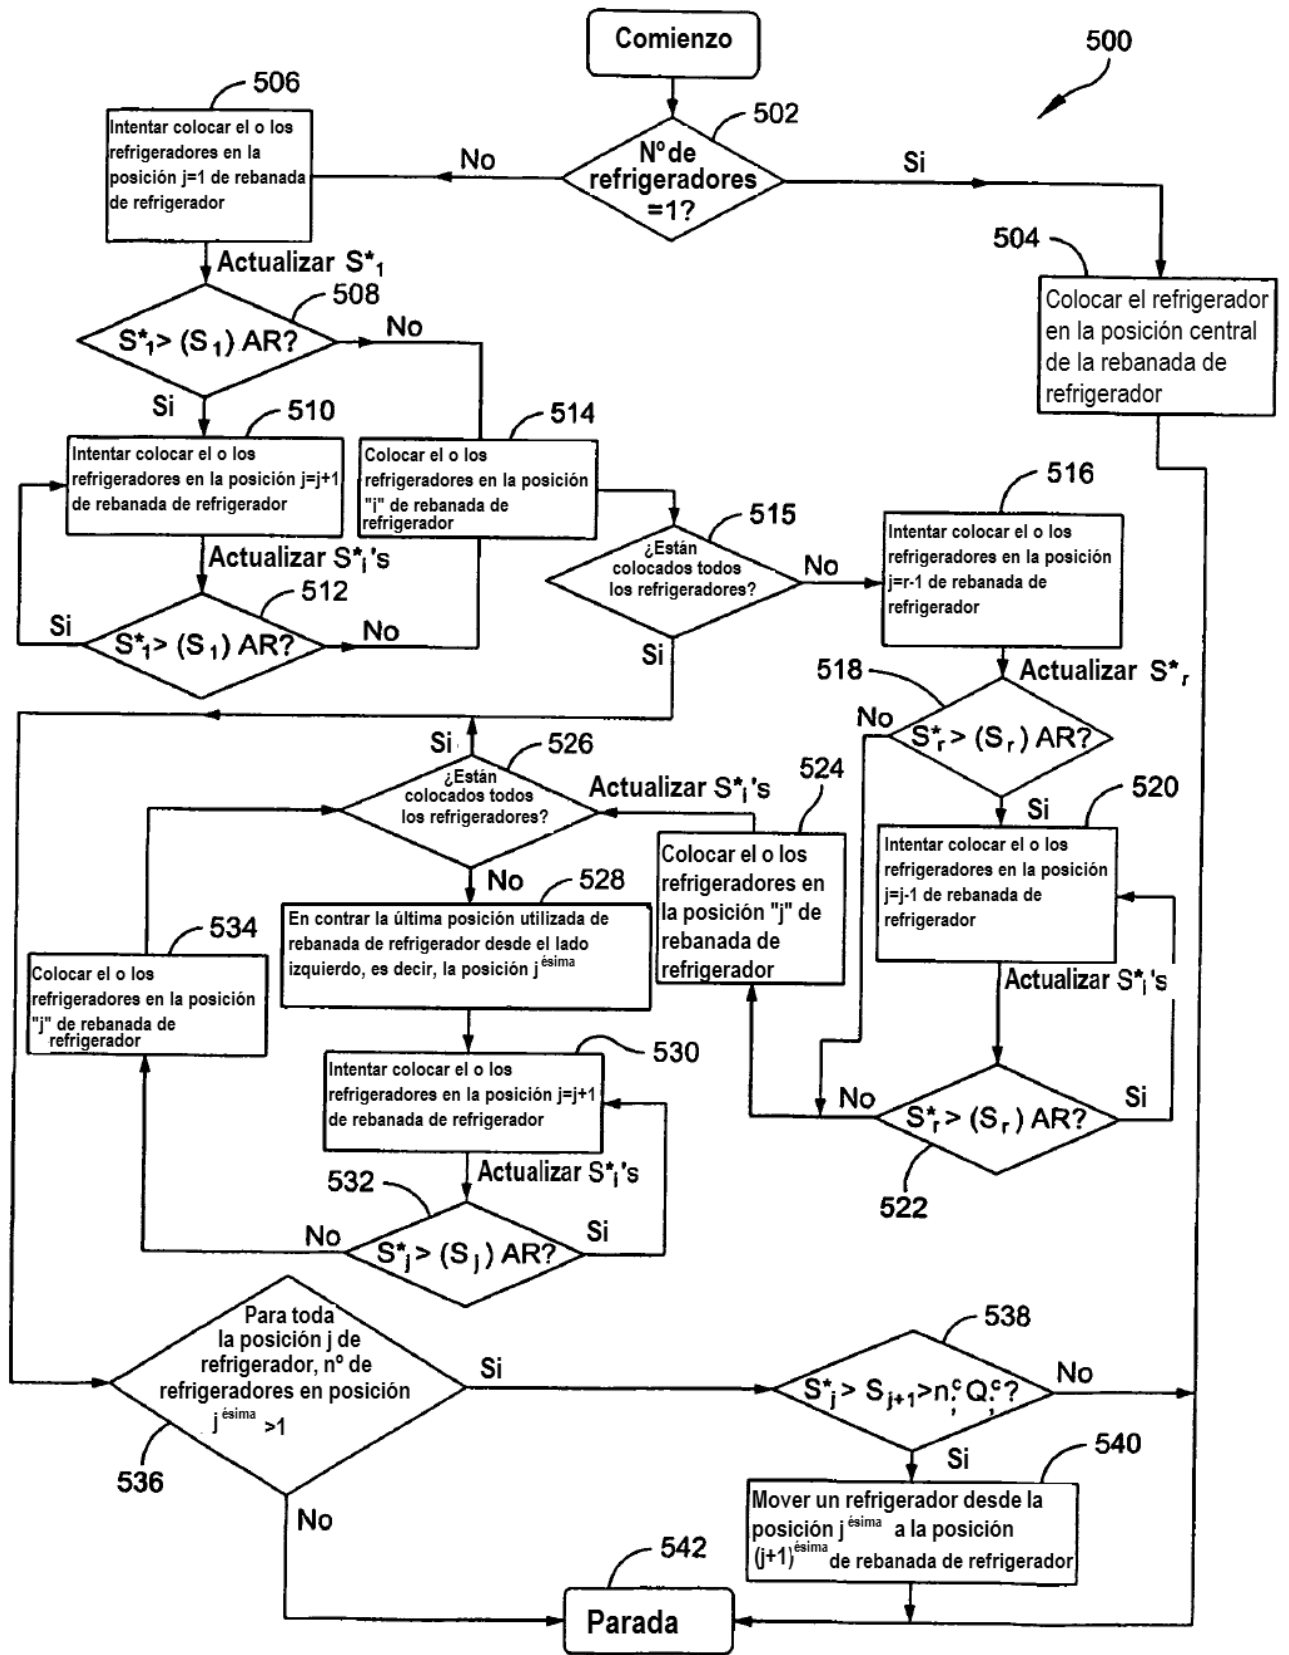 Comienzo
500
502
Nº de
refrigeradores
=1?
No
Si
506
Intentar colocar el o los
refrigeradores en la
posición j=1 de rebanada
de refrigerador
Actualizar S*1
504
Colocar el refrigerador
en la posición central
de la rebanada de
refrigerador
508
S*1> (S1) AR?
No
Si
510
Intentar colocar el o los
refrigeradores en la posición j=j+1
de rebanada de refrigerador
Actualizar S*i's
512
S*1> (S1) AR?
Si
No
514
Colocar el o los
refrigeradores en la posición
"j" de rebanada de
refrigerador
515
¿Están
colocados todos
los refrigeradores?
No
Si
516
Intentar colocar el o los
refrigeradores en la posición
j=r-1 de rebanada de
refrigerador
Actualizar S*r
518
S*r> (Sr) AR?
No
Si
520
Intentar colocar el o los
refrigeradores en la posición
j=j-1 de rebanada de
refrigerador
Actualizar S*i's
S*r> (Sr) AR?
No
Si
522
524
Colocar el o los
refrigeradores en
la posición "j" de
rebanada de
refrigerador
Actualizar S*i's
526
¿Están
colocados todos
los refrigeradores?
Si
No
528
En contrar la última posición utilizada de
rebanada de refrigerador desde el lado
izquierdo, es decir, la posición j ésima
530
Intentar colocar el o los
refrigeradores en la posición j=j+1
de rebanada de refrigerador
Actualizar S*i's
532
S*j> (Sj) AR?
No
Si
534
Colocar el o los
refrigeradores en la posición
"j" de rebanada de
refrigerador
Para toda
la posición j de
refrigerador, nº de
refrigeradores en posición
j ésima >1
536
Si
No
538
S*j> Sj+1>n;c Q;c?
No
Si
540
Mover un refrigerador desde la
posición j ésima a la posición
(j+1) ésima de rebanada de refrigerador
542
Parada